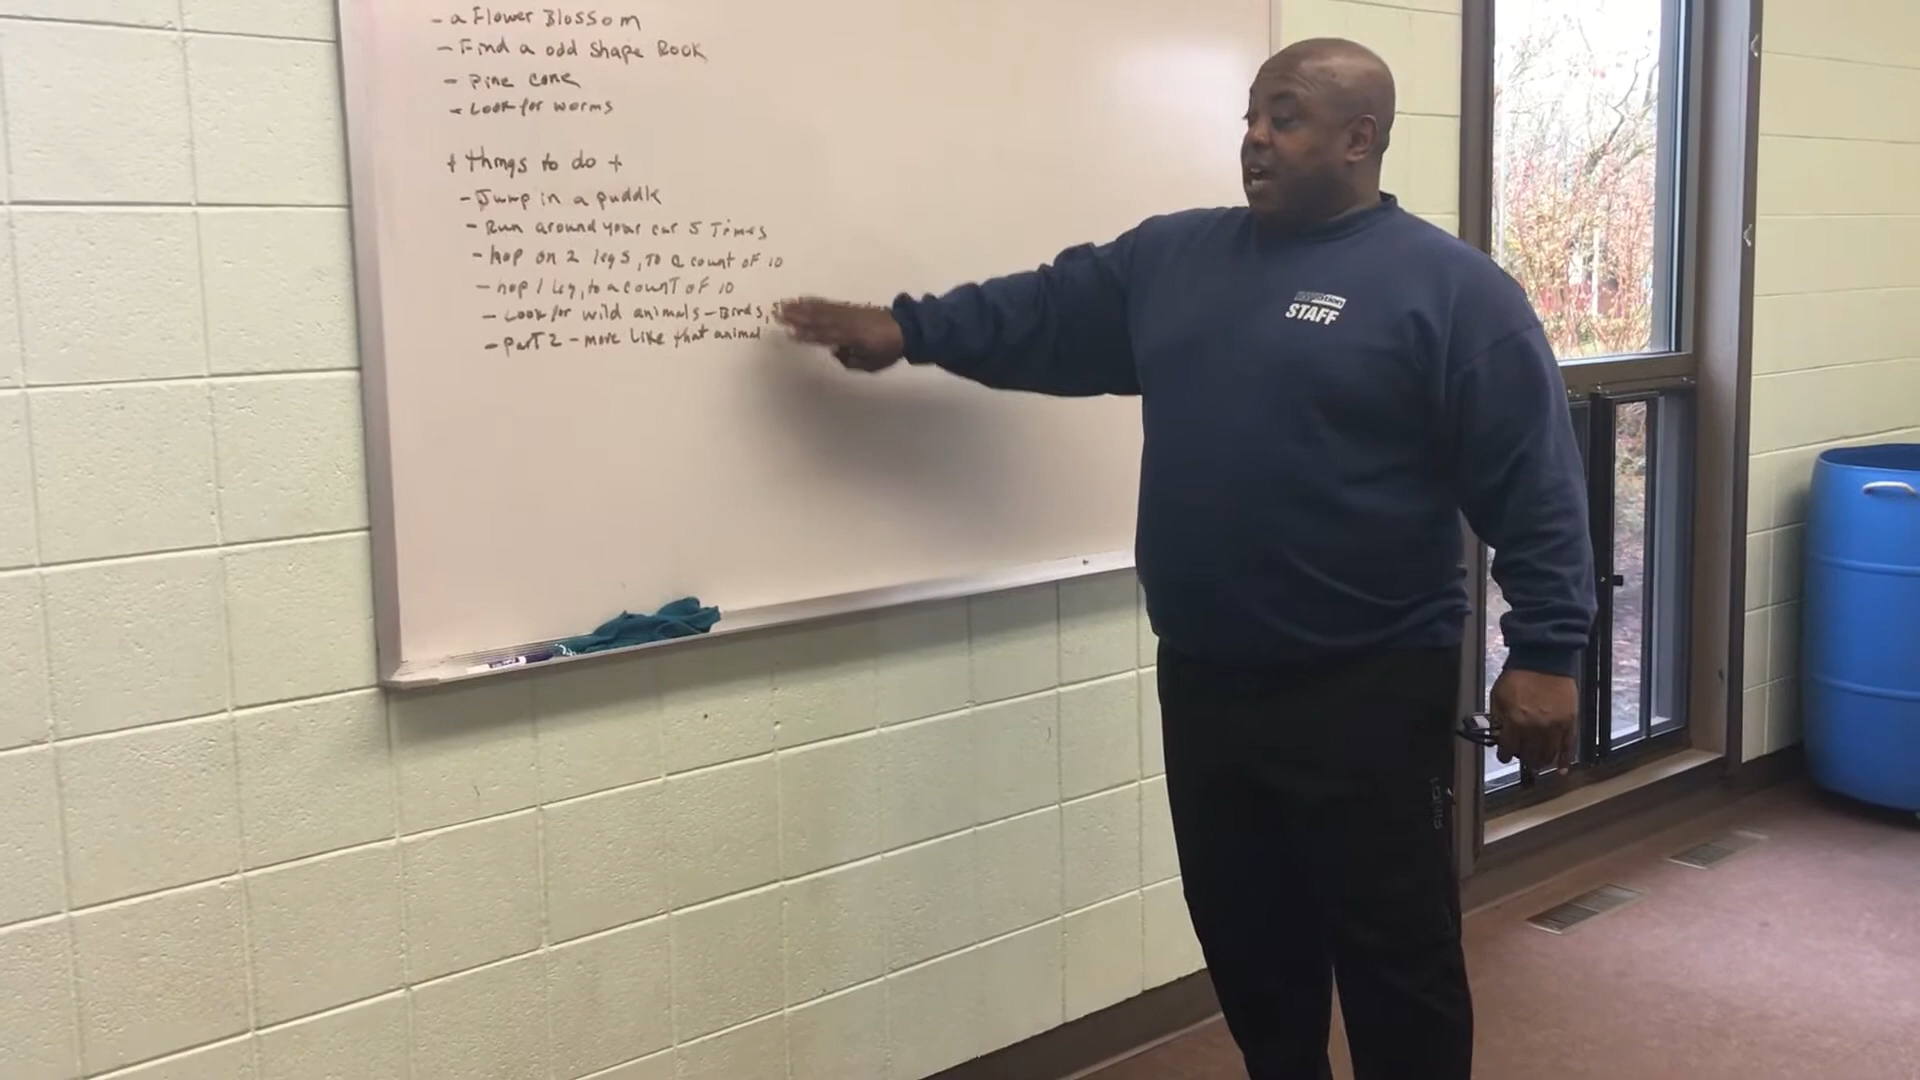 - a Flower Blossom
- Find a odd shape Rock
- Pine cone
- Look for worms
+ things to do +
- Jump in a puddle
- Run around your car 5 Times
- hop on 2 legs, to a count of 10
- hop 1 leg, to a count of 10
- Look for wild animals - Birds,
- Part 2 - move like that animal
STAFF